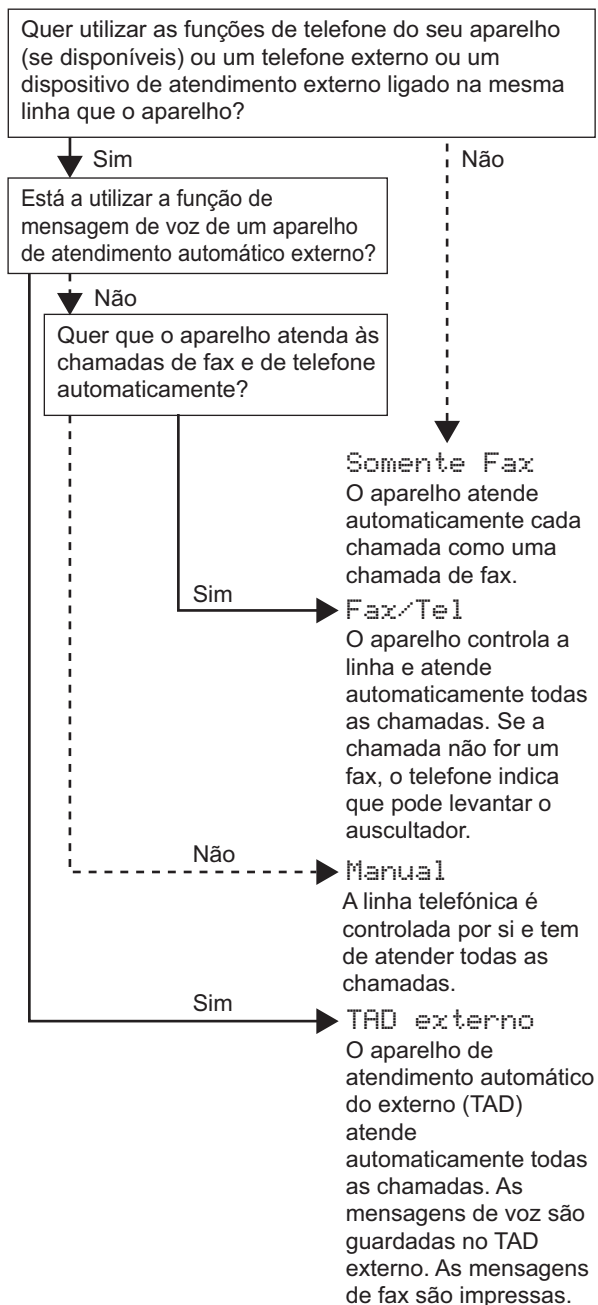 Quer utilizar as funções de telefone do seu aparelho
(se disponíveis) ou um telefone externo ou um
dispositivo de atendimento externo ligado na mesma
linha que o aparelho?
Sim
Não
Está a utilizar a função de
mensagem de voz de um aparelho
de atendimento automático externo?
Não
Quer que o aparelho atenda às
chamadas de fax e de telefone
automaticamente?
Somente Fax
O aparelho atende
automaticamente cada
chamada como uma
chamada de fax.
Sim
Fax/Tel
O aparelho controla a
linha e atende
automaticamente todas
as chamadas. Se a
chamada não for um
fax, o telefone indica
que pode levantar o
auscultador.
Não
Manual
A linha telefónica é
controlada por si e tem
de atender todas as
chamadas.
Sim
TAD externo
O aparelho de
atendimento automático
do externo (TAD)
atende
automaticamente todas
as chamadas. As
mensagens de voz são
guardadas no TAD
externo. As mensagens
de fax são impressas.